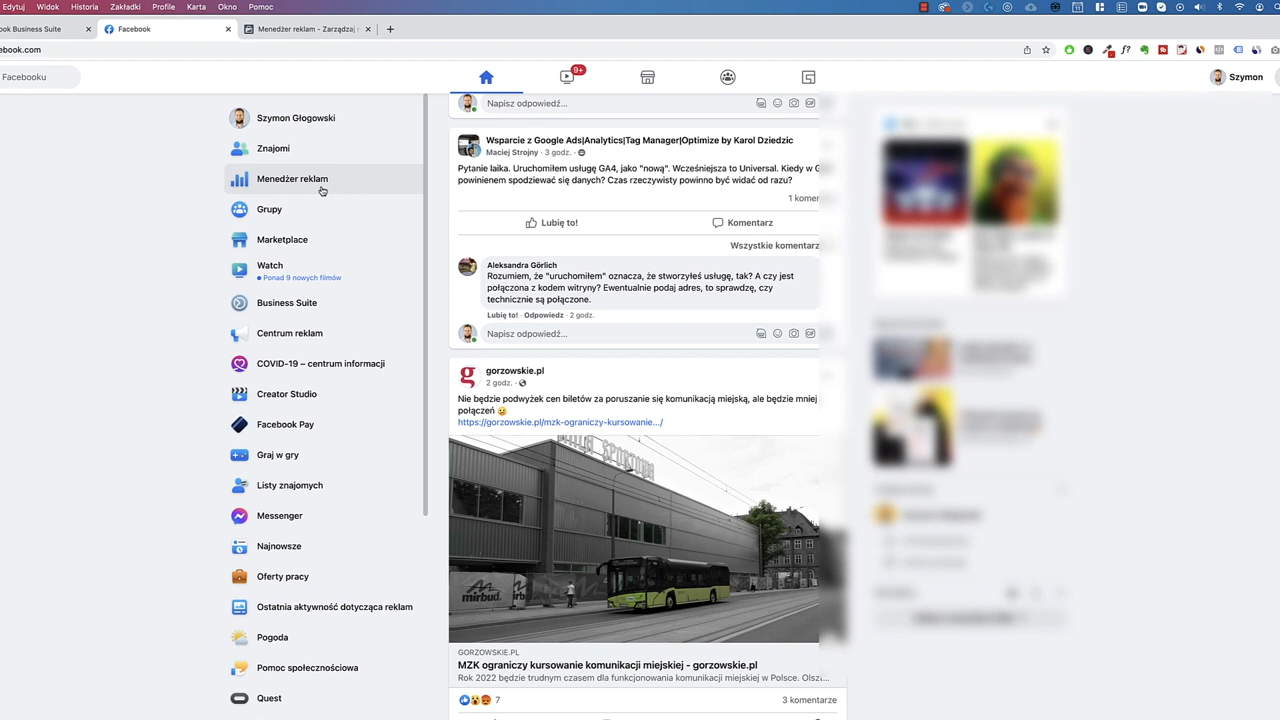 Edytuj Widok Historia Zakładki Profile Karta Okno Pomoc
ook Business Suite
Facebook
Menedżer reklam - Zarządzaj
ebook.com
Facebooku
9+
Szymon
Szymon Głogowski
Znajomi
Menedżer reklam
Grupy
Marketplace
Watch
Ponad 9 nowych filmów
Business Suite
Centrum reklam
COVID-19 – centrum informacji
Creator Studio
Facebook Pay
Graj w gry
Listy znajomych
Messenger
Najnowsze
Oferty pracy
Ostatnia aktywność dotycząca reklam
Pogoda
Pomoc społecznościowa
Quest
Napisz odpowiedź...
Wsparcie z Google Ads|Analytics|Tag Manager|Optimize by Karol Dziedzic
Maciej Strojny · 3 godz. ·
Pytanie laika. Uruchomiłem usługę GA4, jako "nową". Wcześniejsza to Universal. Kiedy w G
powinienem spodziewać się danych? Czas rzeczywisty powinno być widać od razu?
1 komer
Lubię to!
Komentarz
Wszystkie komentarz
Aleksandra Görlich
Rozumiem, że "uruchomiłem" oznacza, że stworzyłeś usługę, tak? A czy jest
połączona z kodem witryny? Ewentualnie podaj adres, to sprawdzę, czy
technicznie są połączone.
Lubię to! · Odpowiedz · 2 godz.
Napisz odpowiedź...
gorzowskie.pl
2 godz. ·
Nie będzie podwyżek cen biletów za poruszanie się komunikacją miejską, ale będzie mniej
połączeń 😥
https://gorzowskie.pl/mzk-ograniczy-kursowanie.../
mirbud.
GORZOWSKIE.PL
MZK ograniczy kursowanie komunikacji miejskiej - gorzowskie.pl
Rok 2022 będzie trudnym czasem dla funkcjonowania komunikacji miejskiej w Polsce. Olszt...
7
3 komentarze